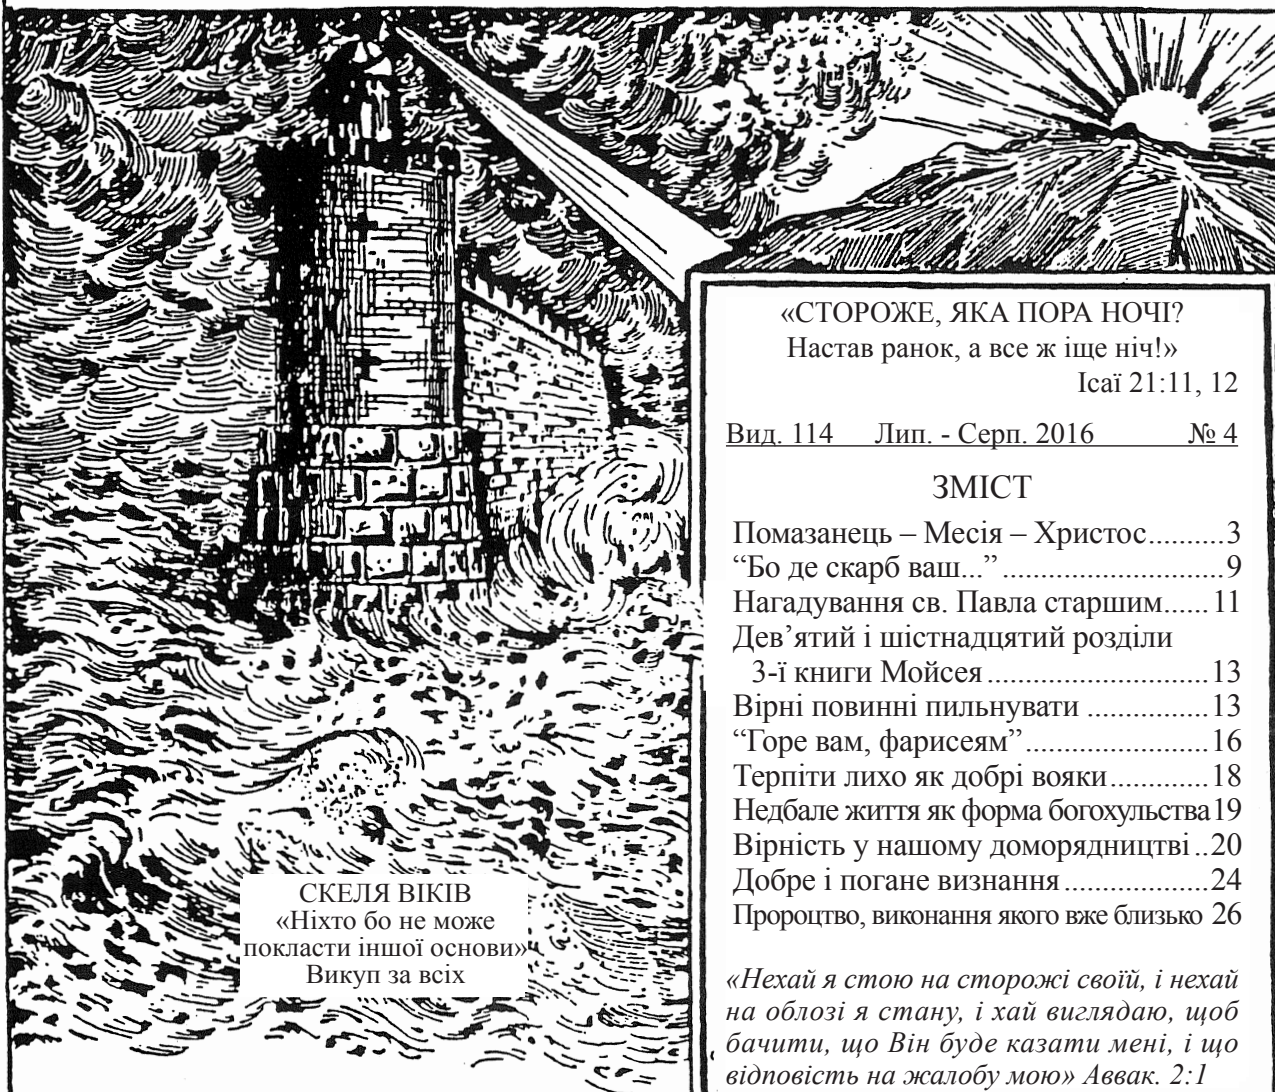 «СТОРОЖЕ, ЯКА ПОРА НОЧІ?
Настав ранок, а все ж іще ніч!»
Ісаї 21:11, 12
Вид. 114 Лип. - Серп. 2016 № 4
ЗМІСТ
Помазанець – Месія – Христос..........3
“Бо де скарб ваш...” ..............................9
Нагадування св. Павла старшим......11
Дев’ятий і шістнадцятий розділи
3-ї книги Мойсея ..............................13
Вірні повинні пильнувати ................13
“Горе вам, фарисеям”.........................16
Терпіти лихо як добрі вояки..............18
Недбале життя як форма богохульства19
Вірність у нашому доморядництві..20
Добре і погане визнання....................24
Пророцтво, виконання якого вже близько 26
«Нехай я стою на сторожі своїй, і нехай
на облозі я стану, і хай виглядаю, щоб
бачити, що Він буде казати мені, і що
відповість на жалобу мою» Аввак. 2:1
СКЕЛЯ ВІКІВ
«Ніхто бо не може
покласти іншої основи»
Викуп за всіх